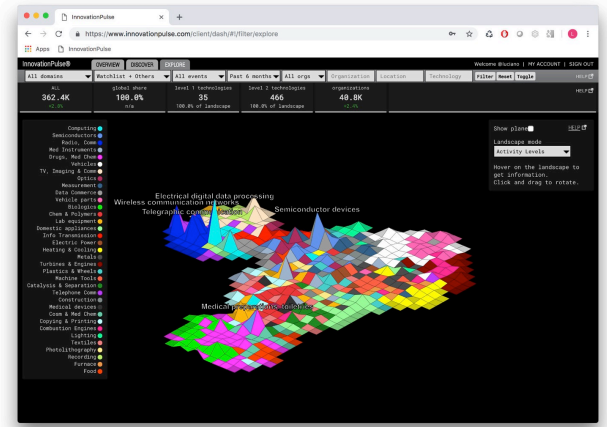 InnovationPulse
https://www.innovationpulse.com/client/dash/#!/filter/explore
Apps InnovationPulse
InnovationPulse® OVERVIEW DISCOVER EXPLORE Welcome @luciano | MY ACCOUNT | SIGN OUT
All domains Watchlist + Others All events Past 6 months All orgs Organization Location Technology Filter Reset Toggle HELP
ALL global share level 1 technologies level 2 technologies organizations HELP
362.4K 100.0% 35 466 40.8K
n/a 100.0% of landscape 100.0% of landscape
Show plane HELP
Landscape mode
Activity Levels
Hover on the landscape to
get information.
Click and drag to rotate.
Computing
Semiconductors
Radio, Comm
Med Instruments
Drugs, Med Chem
Vehicles
TV, Imaging & Comm
Optics
Measurement
Data Commerce
Vehicle parts
Biologics
Chem & Polymers
Lab equipment
Domestic appliances
Info Transmission
Electric Power
Heating & Cooling
Metals
Turbines & Engines
Plastics & Wheels
Machine Tools
Catalysis & Separation
Telephone Comm
Construction
Medical devices
Cosm & Med Chem
Copying & Printing
Combustion Engines
Lighting
Textiles
Photolithography
Recording
Furnace
Food
Electrical digital data processing
Wireless communication networks
Telegraphic communication
Semiconductor devices
Medical preparations, toiletry